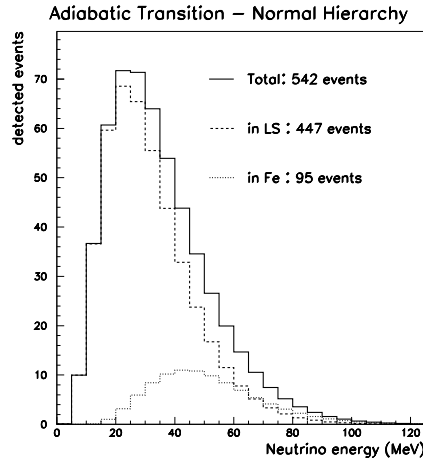 Adiabatic Transition – Normal Hierarchy
detected events
70
60
50
40
30
20
10
0
Total: 542 events
in LS : 447 events
in Fe : 95 events
0 20 40 60 80 100 120
Neutrino energy (MeV)